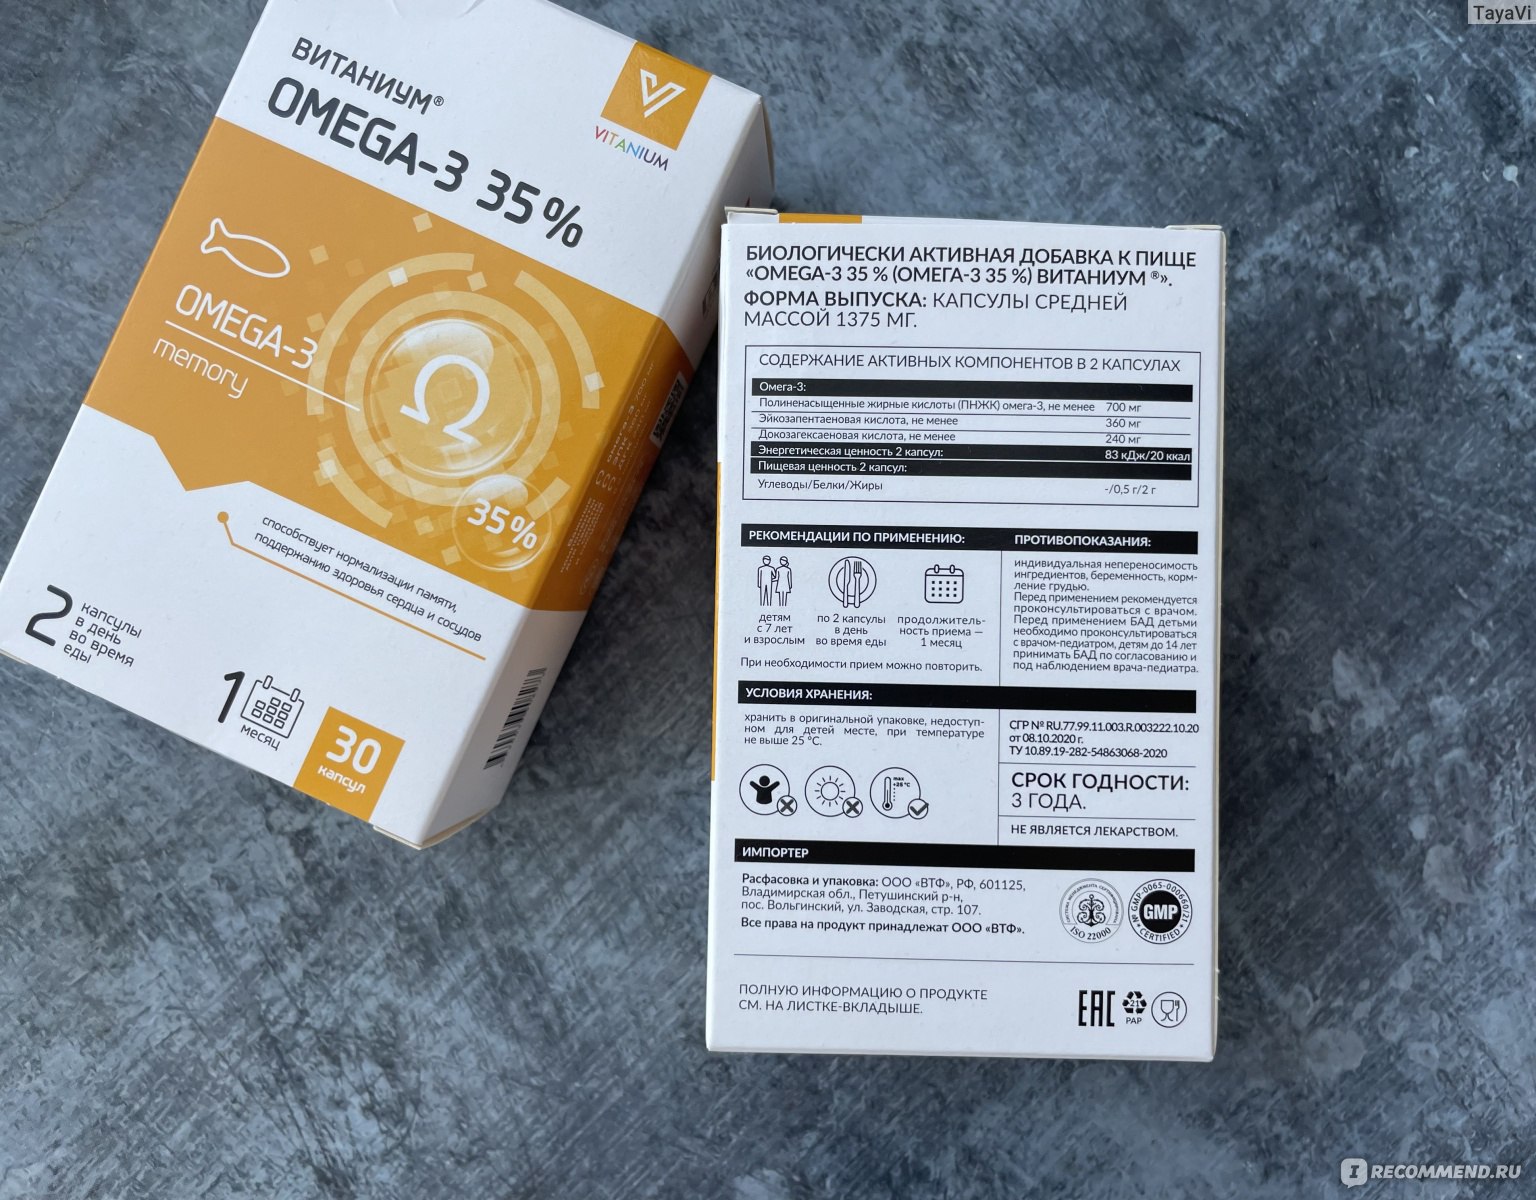 TayaVi
ВИТАНИУМ®
OMEGA-3 35%
VITANIUM
OMEGA-3
memory
Ω
35%
способствует нормализации памяти,
поддержанию здоровья сердца и сосудов
2 капсулы
в день
во время
еды
1
месяц
30
капсул
БИОЛОГИЧЕСКИ АКТИВНАЯ ДОБАВКА К ПИЩЕ
«OMEGA-3 35 % (ОМЕГА-3 35 %) ВИТАНИУМ ®».
ФОРМА ВЫПУСКА: КАПСУЛЫ СРЕДНЕЙ
МАССОЙ 1375 МГ.
СОДЕРЖАНИЕ АКТИВНЫХ КОМПОНЕНТОВ В 2 КАПСУЛАХ
Омега-3:
Полиненасыщенные жирные кислоты (ПНЖК) омега-3, не менее 700 мг
Эйкозапентаеновая кислота, не менее 360 мг
Докозагексаеновая кислота, не менее 240 мг
Энергетическая ценность 2 капсул: 83 кДж/20 ккал
Пищевая ценность 2 капсул:
Углеводы/Белки/Жиры -/0,5 г/2 г
РЕКОМЕНДАЦИИ ПО ПРИМЕНЕНИЮ:
детям
с 7 лет
и взрослым
по 2 капсулы
в день
во время еды
продолжитель-
ность приема —
1 месяц
При необходимости прием можно повторить.
ПРОТИВОПОКАЗАНИЯ:
индивидуальная непереносимость
ингредиентов, беременность, корм-
ление грудью.
Перед применением рекомендуется
проконсультироваться с врачом.
Перед применением БАД детьми
необходимо проконсультироваться
с врачом-педиатром, детям до 14 лет
принимать БАД по согласованию и
под наблюдением врача-педиатра.
УСЛОВИЯ ХРАНЕНИЯ:
хранить в оригинальной упаковке, недоступ-
ном для детей месте, при температуре
не выше 25 °C.
max
+25 °C
СГР № RU.77.99.11.003.R.003222.10.20
от 08.10.2020 г.
ТУ 10.89.19-282-54863068-2020
СРОК ГОДНОСТИ:
3 ГОДА.
НЕ ЯВЛЯЕТСЯ ЛЕКАРСТВОМ.
ИМПОРТЕР
Расфасовка и упаковка: ООО «ВТФ», РФ, 601125,
Владимирская обл., Петушинский р-н,
пос. Вольгинский, ул. Заводская, стр. 107.
Все права на продукт принадлежат ООО «ВТФ».
ISO 22000
№ GMP-0065-000660/21
GMP
CERTIFIED
ПОЛНУЮ ИНФОРМАЦИЮ О ПРОДУКТЕ
СМ. НА ЛИСТКЕ-ВКЛАДЫШЕ.
EAC
21
PAP
I RECOMMEND.RU